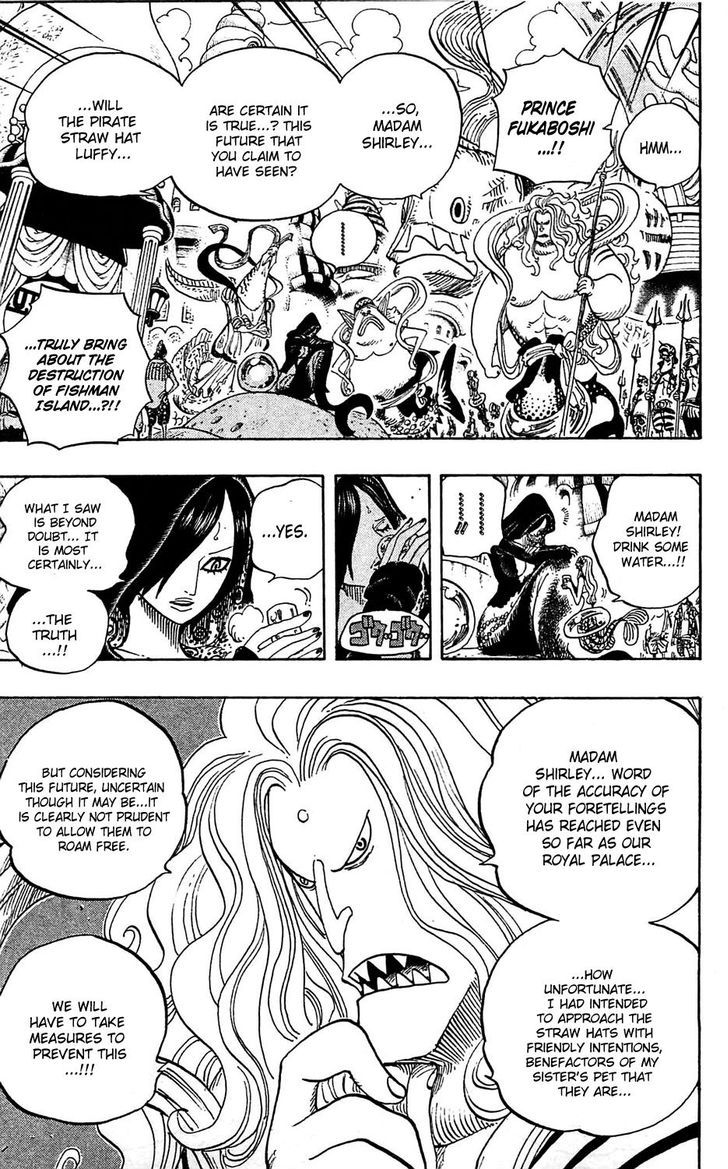 HMM...
PRINCE
FUKABOSHI
...!!
...SO,
MADAM
SHIRLEY...
ARE CERTAIN IT
IS TRUE...? THIS
FUTURE THAT
YOU CLAIM TO
HAVE SEEN?
...WILL
THE PIRATE
STRAW HAT
LUFFY...
...TRULY BRING
ABOUT THE
DESTRUCTION
OF FISHMAN
ISLAND...?!!
MADAM
SHIRLEY!
DRINK SOME
WATER...!!
ゴク…ゴク…
...YES.
WHAT I SAW
IS BEYOND
DOUBT... IT
IS MOST
CERTAINLY...
...THE
TRUTH
...!!
MADAM
SHIRLEY... WORD
OF THE ACCURACY OF
YOUR FORETELLINGS
HAS REACHED EVEN
SO FAR AS OUR
ROYAL PALACE...
...HOW
UNFORTUNATE...
I HAD INTENDED
TO APPROACH THE
STRAW HATS WITH
FRIENDLY INTENTIONS,
BENEFACTORS OF MY
SISTER'S PET THAT
THEY ARE...
BUT CONSIDERING
THIS FUTURE, UNCERTAIN
THOUGH IT MAY BE...IT
IS CLEARLY NOT PRUDENT
TO ALLOW THEM TO
ROAM FREE.
WE WILL
HAVE TO TAKE
MEASURES TO
PREVENT THIS
...!!!